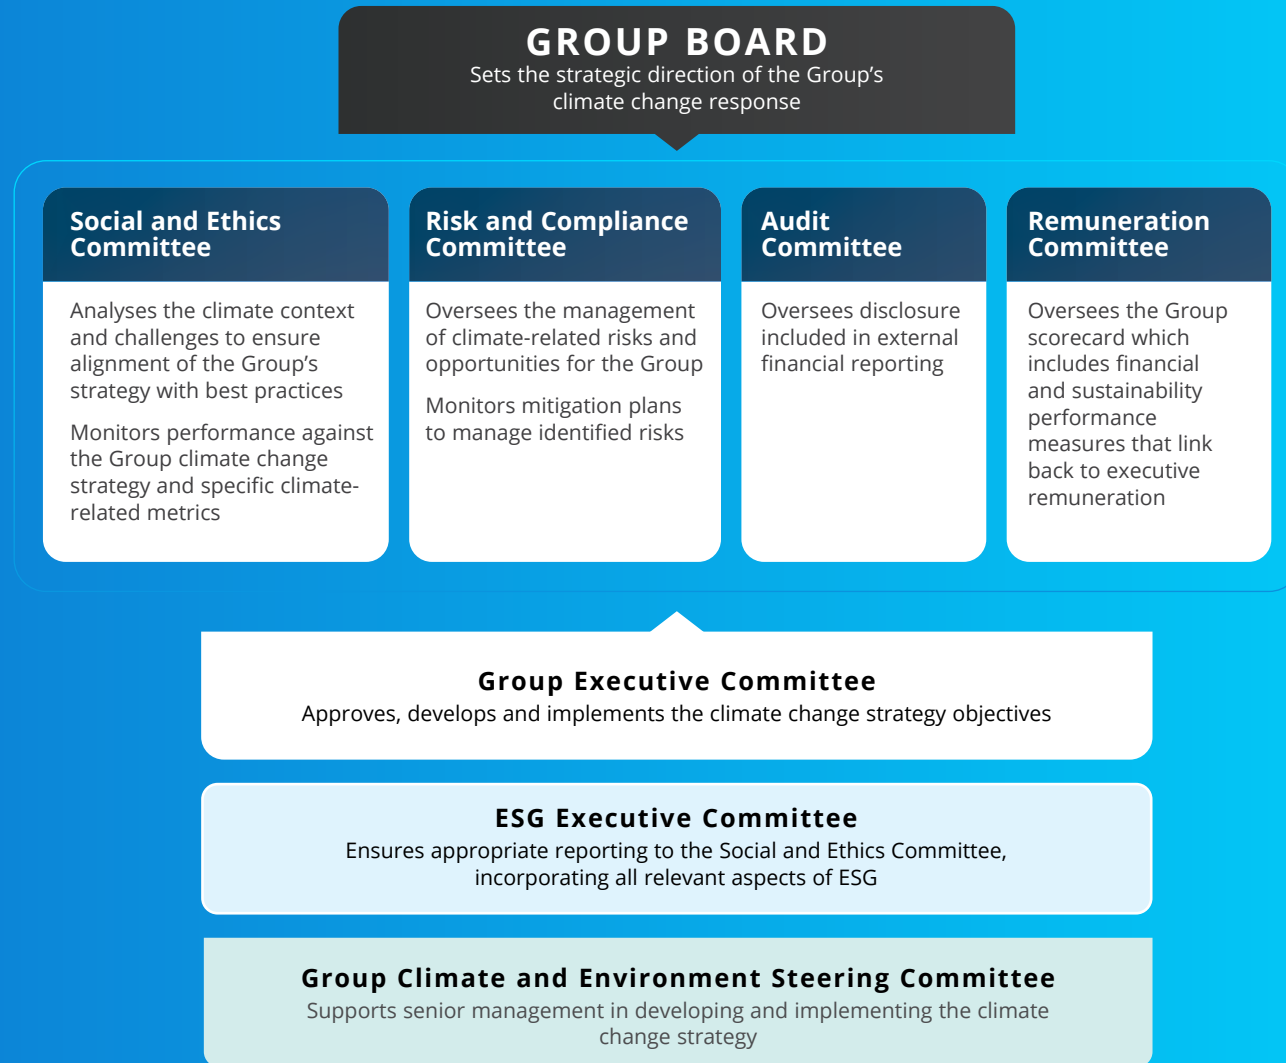 GROUP BOARD
Sets the strategic direction of the Group’s
climate change response
Social and Ethics
Committee
Analyses the climate context
and challenges to ensure
alignment of the Group’s
strategy with best practices
Monitors performance against
the Group climate change
strategy and specific climate-
related metrics
Risk and Compliance
Committee
Oversees the management
of climate-related risks and
opportunities for the Group
Monitors mitigation plans
to manage identified risks
Audit
Committee
Oversees disclosure
included in external
financial reporting
Remuneration
Committee
Oversees the Group
scorecard which
includes financial
and sustainability
performance
measures that link
back to executive
remuneration
Group Executive Committee
Approves, develops and implements the climate change strategy objectives
ESG Executive Committee
Ensures appropriate reporting to the Social and Ethics Committee,
incorporating all relevant aspects of ESG
Group Climate and Environment Steering Committee
Supports senior management in developing and implementing the climate
change strategy